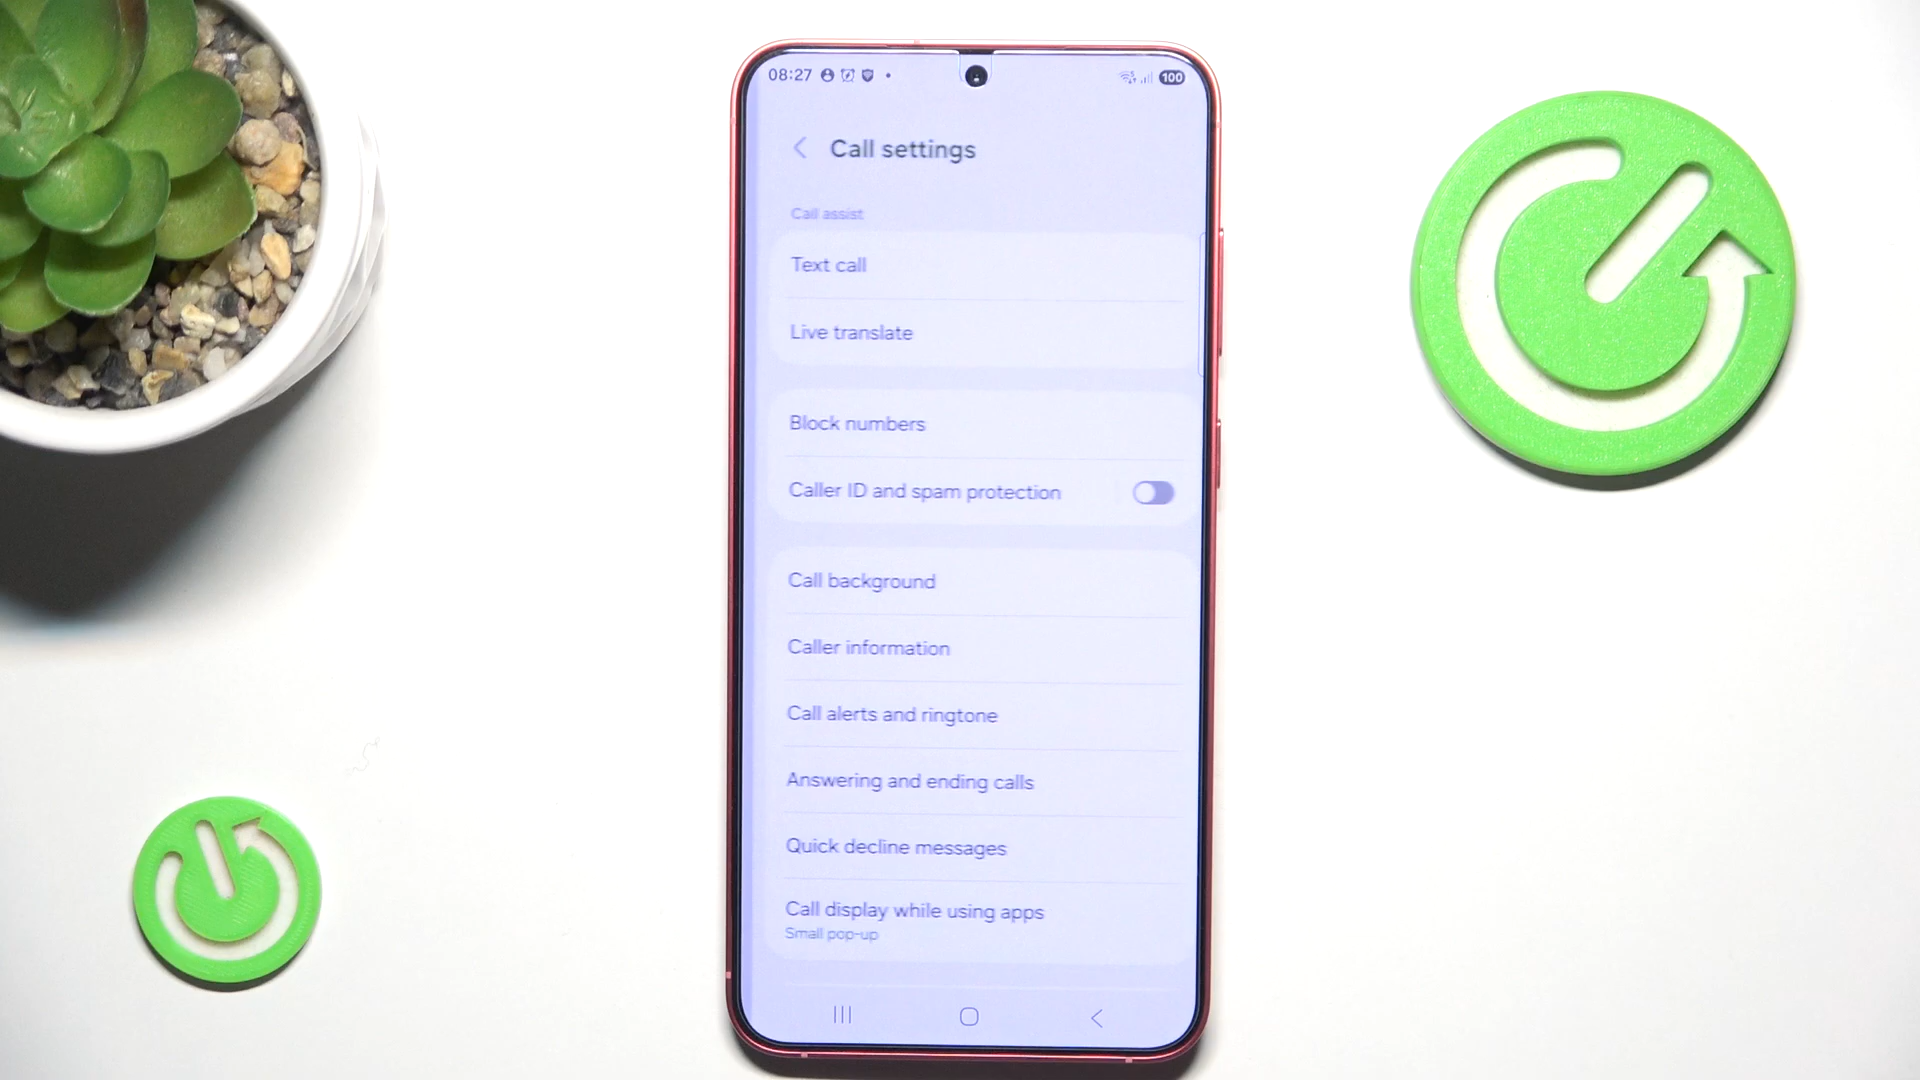 08:27
100
Call settings
Call assist
Text call
Live translate
Block numbers
Caller ID and spam protection
Call background
Caller information
Call alerts and ringtone
Answering and ending calls
Quick decline messages
Call display while using apps
Small pop-up